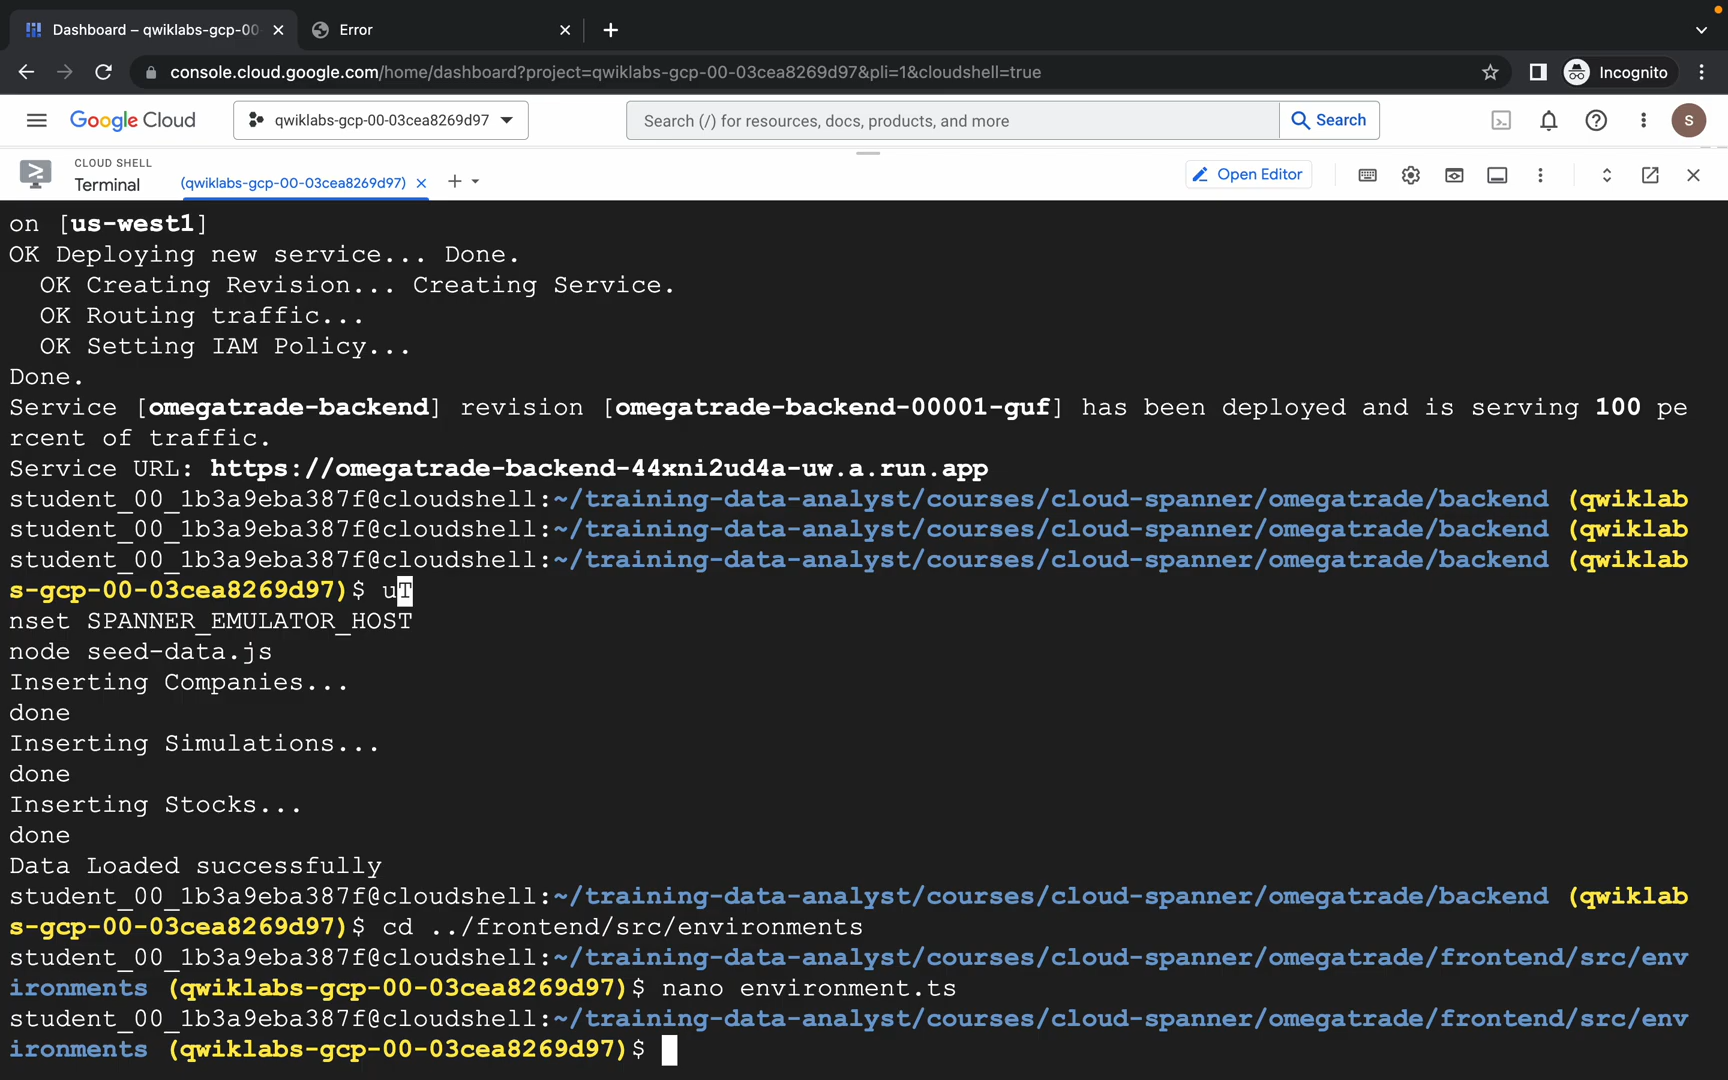 Dashboard – qwiklabs-gcp-00
Error
console.cloud.google.com/home/dashboard?project=qwiklabs-gcp-00-03cea8269d97&pli=1&cloudshell=true
Incognito
Google Cloud
qwiklabs-gcp-00-03cea8269d97
Search (/) for resources, docs, products, and more
Search
S
CLOUD SHELL
Terminal
(qwiklabs-gcp-00-03cea8269d97)
Open Editor
on [us-west1]
OK Deploying new service... Done.
OK Creating Revision... Creating Service.
OK Routing traffic...
OK Setting IAM Policy...
Done.
Service [omegatrade-backend] revision [omegatrade-backend-00001-guf] has been deployed and is serving 100 pe
rcent of traffic.
Service URL: https://omegatrade-backend-44xni2ud4a-uw.a.run.app
student_00_1b3a9eba387f@cloudshell:~/training-data-analyst/courses/cloud-spanner/omegatrade/backend (qwiklab
student_00_1b3a9eba387f@cloudshell:~/training-data-analyst/courses/cloud-spanner/omegatrade/backend (qwiklab
student_00_1b3a9eba387f@cloudshell:~/training-data-analyst/courses/cloud-spanner/omegatrade/backend (qwiklab
s-gcp-00-03cea8269d97)$ uT
nset SPANNER_EMULATOR_HOST
node seed-data.js
Inserting Companies...
done
Inserting Simulations...
done
Inserting Stocks...
done
Data Loaded successfully
student_00_1b3a9eba387f@cloudshell:~/training-data-analyst/courses/cloud-spanner/omegatrade/backend (qwiklab
s-gcp-00-03cea8269d97)$ cd ../frontend/src/environments
student_00_1b3a9eba387f@cloudshell:~/training-data-analyst/courses/cloud-spanner/omegatrade/frontend/src/env
ironments (qwiklabs-gcp-00-03cea8269d97)$ nano environment.ts
student_00_1b3a9eba387f@cloudshell:~/training-data-analyst/courses/cloud-spanner/omegatrade/frontend/src/env
ironments (qwiklabs-gcp-00-03cea8269d97)$